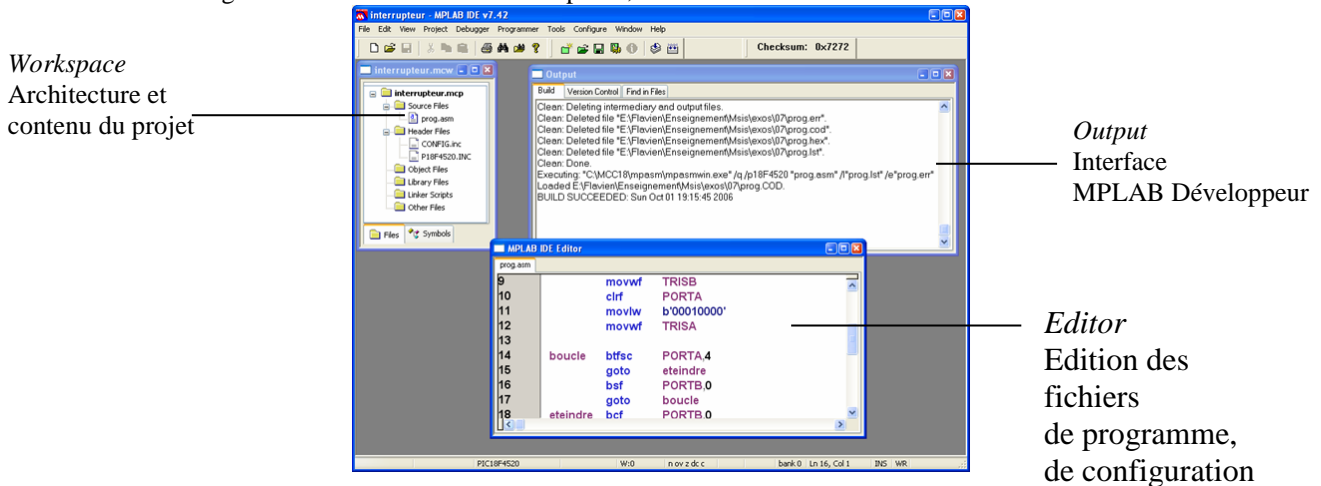 interrupteur - MPLAB IDE v7.42
File Edit View Project Debugger Programmer Tools Configure Window Help
Checksum: 0x7272
Workspace
Architecture et
contenu du projet
interrupteur.mcw
interrupteur.mcp
Source Files
prog.asm
Header Files
CONFIG.inc
P18F4520.INC
Object Files
Library Files
Linker Scripts
Other Files
Files Symbols
Output
Build Version Control Find in Files
Clean: Deleting intermediary and output files.
Clean: Deleted file "E:\Flavien\Enseignement\Msis\exos\07\prog.err".
Clean: Deleted file "E:\Flavien\Enseignement\Msis\exos\07\prog.cod".
Clean: Deleted file "E:\Flavien\Enseignement\Msis\exos\07\prog.hex".
Clean: Deleted file "E:\Flavien\Enseignement\Msis\exos\07\prog.lst".
Clean: Done.
Executing: "C:\MCC18\mpasm\mpasmwin.exe" /q /p18F4520 "prog.asm" /l"prog.lst" /e"prog.err"
Loaded E:\Flavien\Enseignement\Msis\exos\07\prog.COD.
BUILD SUCCEEDED: Sun Oct 01 19:15:45 2006
Output
Interface
MPLAB Développeur
MPLAB IDE Editor
prog.asm
9 movwf TRISB
10 clrf PORTA
11 movlw b'00010000'
12 movwf TRISA
13
14 boucle btfsc PORTA,4
15 goto eteindre
16 bsf PORTB,0
17 goto boucle
18 eteindre bcf PORTB,0
Editor
Edition des
fichiers
de programme,
de configuration
PIC18F4520 W:0 n ov z dc c bank 0 Ln 16, Col 1 INS WR